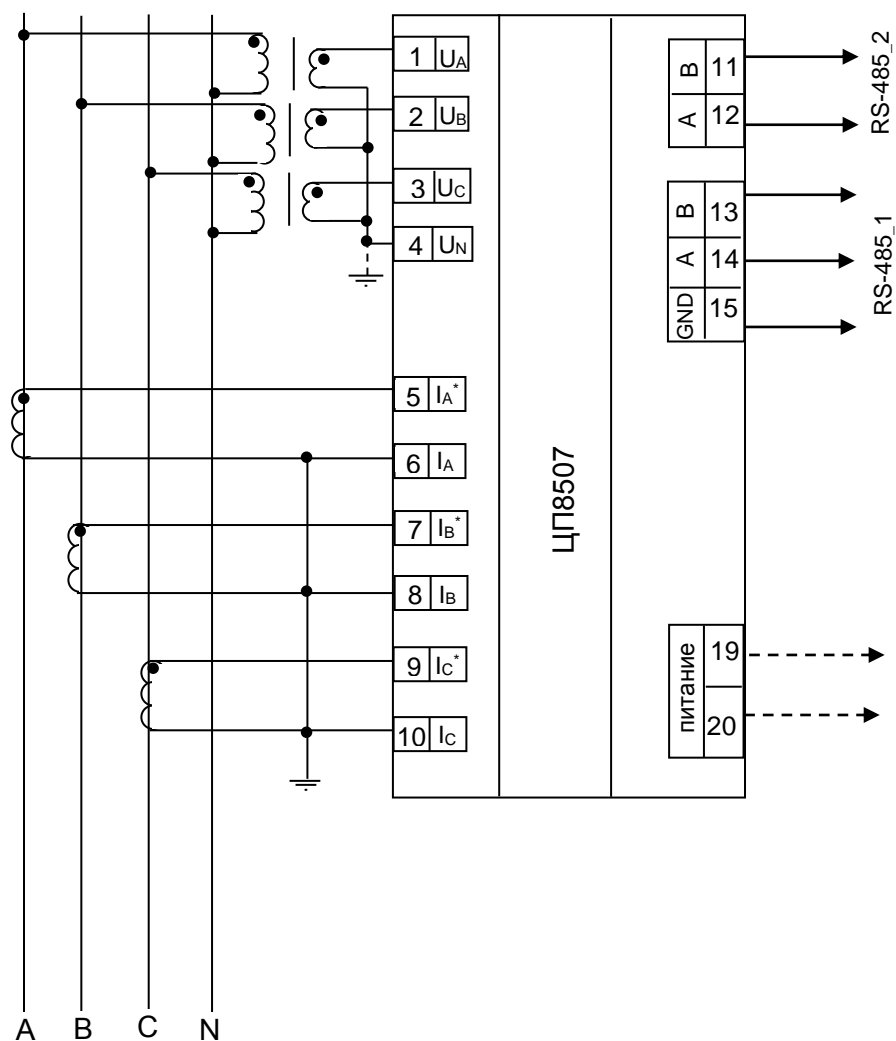 1 UA
2 UB
3 UC
4 UN
5 IA*
6 IA
7 IB*
8 IB
9 IC*
10 IC
ЦП8507
B 11
A 12
RS-485_2
B 13
A 14
GND 15
RS-485_1
питание 19
20
A B C N